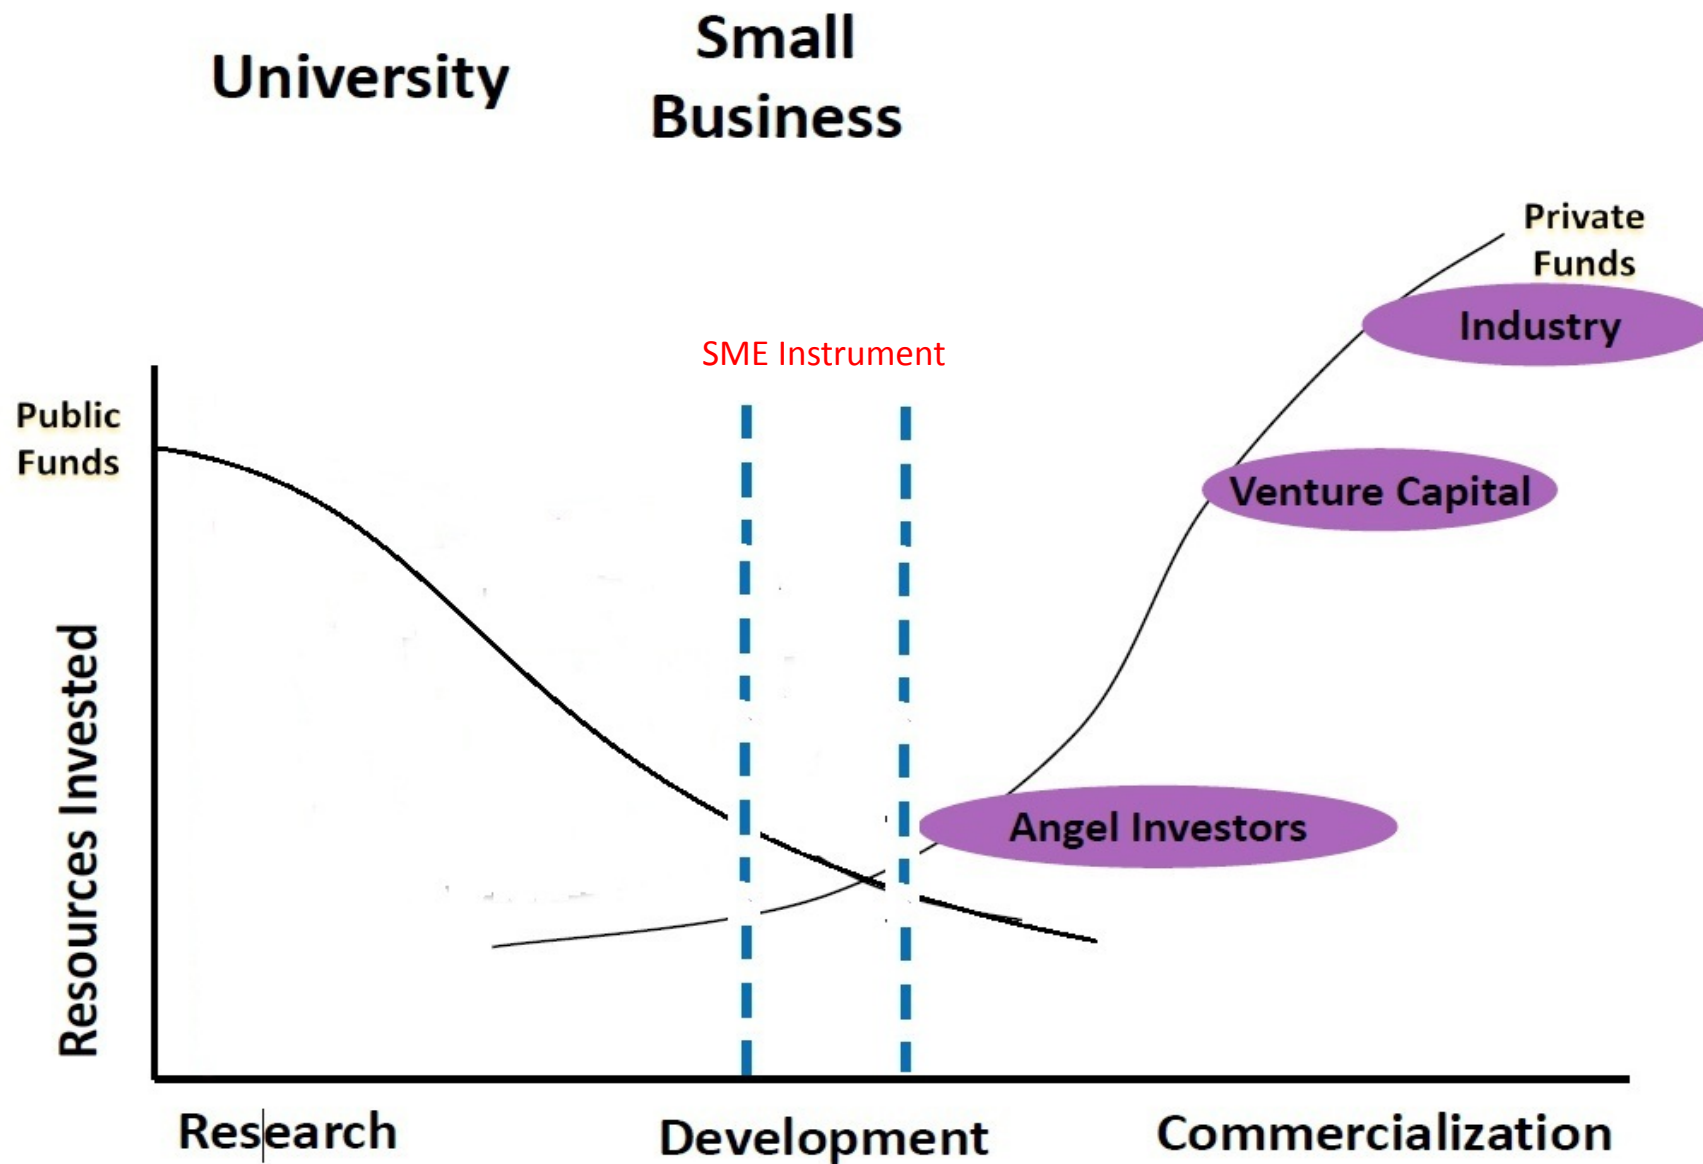 University
Small
Business
Private
Funds
Industry
SME Instrument
Public
Funds
Venture Capital
Resources Invested
Angel Investors
Research
Development
Commercialization